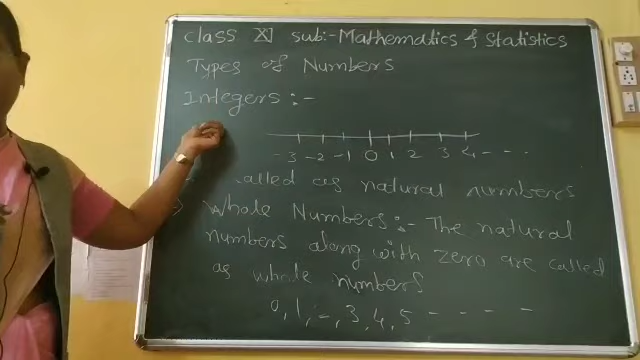 Class XI Sub:- Mathematics & Statistics
Types of Numbers
Integers :-
-3 -2 -1 0 1 2 3 4 - - - .
called as natural numbers
Whole Numbers :- The natural
numbers along with zero are called
as whole numbers
0, 1, -, 3, 4, 5 - - - -